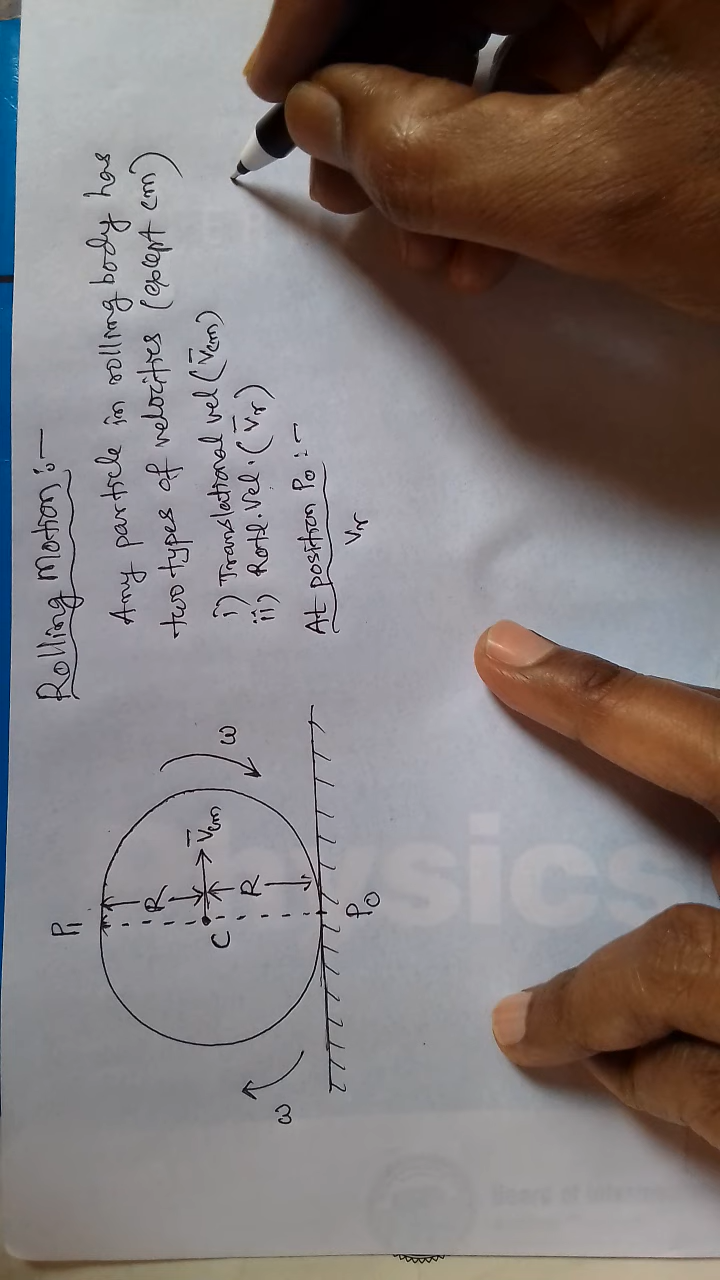 Rolling Motion :-
Any particle in rolling body has
two types of velocities (except cm)
i) Translational vel (V̅cm)
ii) Rotl. Vel. (V̅r)
At position P₀ :-
Vr
P₁
R
C
V̅cm
R
ω
ω
P₀
Physics